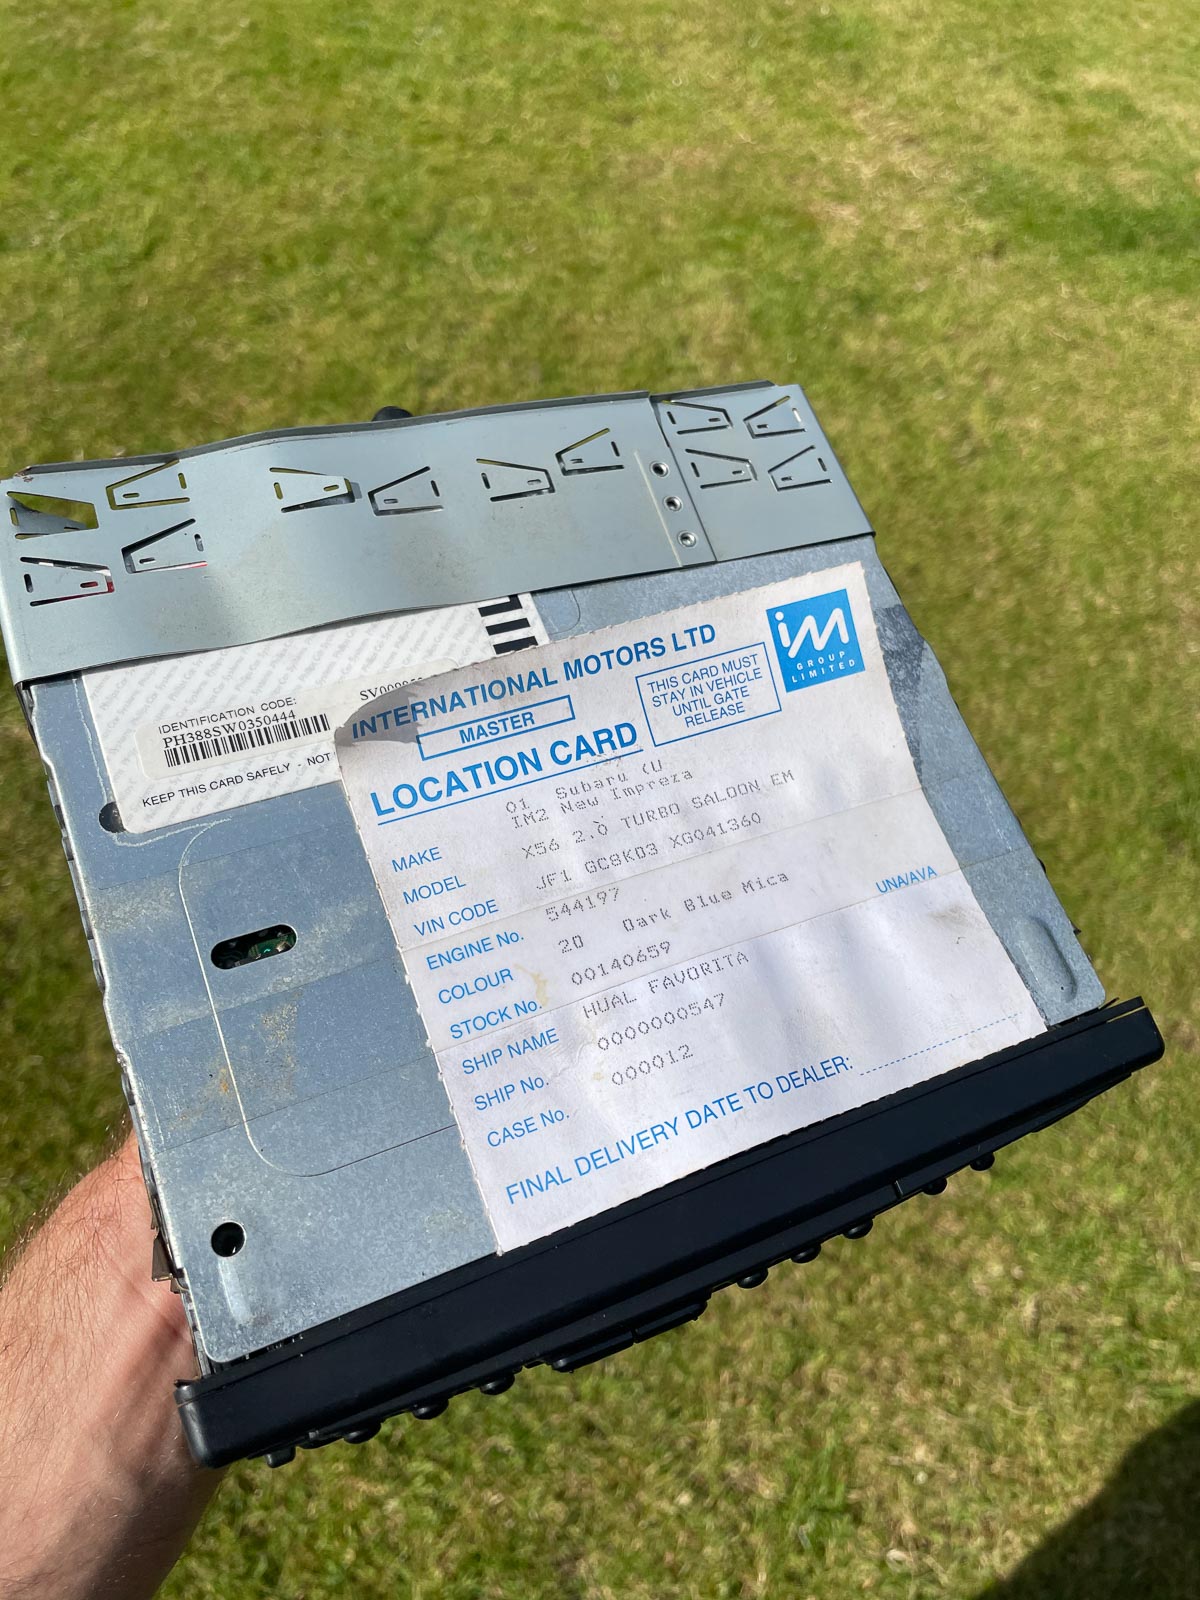 IDENTIFICATION CODE:
PH388SW0350444
KEEP THIS CARD SAFELY - NOT
INTERNATIONAL MOTORS LTD
MASTER
LOCATION CARD
THIS CARD MUST
STAY IN VEHICLE
UNTIL GATE
RELEASE
iM
GROUP
LIMITED
01 Subaru (U
IM2 New Impreza
MAKE X56 2.0 TURBO SALOON EM
MODEL JF1 GC8KD3 XG041360
VIN CODE 544197
ENGINE No. 20 Dark Blue Mica
COLOUR 00140659
UNA/AVA
STOCK No. HUAL FAVORITA
SHIP NAME 0000000547
SHIP No. 000012
CASE No.
FINAL DELIVERY DATE TO DEALER: